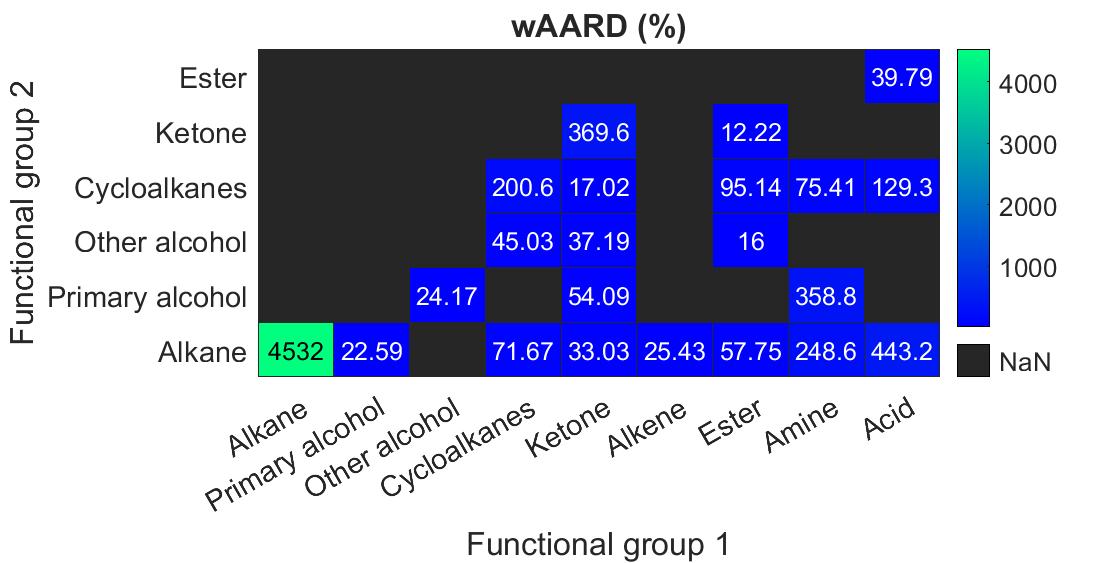 wAARD (%)
Functional group 2
Ester 39.79
Ketone 369.6 12.22
Cycloalkanes 200.6 17.02 95.14 75.41 129.3
Other alcohol 45.03 37.19 16
Primary alcohol 24.17 54.09 358.8
Alkane 4532 22.59 71.67 33.03 25.43 57.75 248.6 443.2
Alkane
Primary alcohol
Other alcohol
Cycloalkanes
Ketone
Alkene
Ester
Amine
Acid
Functional group 1
4000
3000
2000
1000
NaN